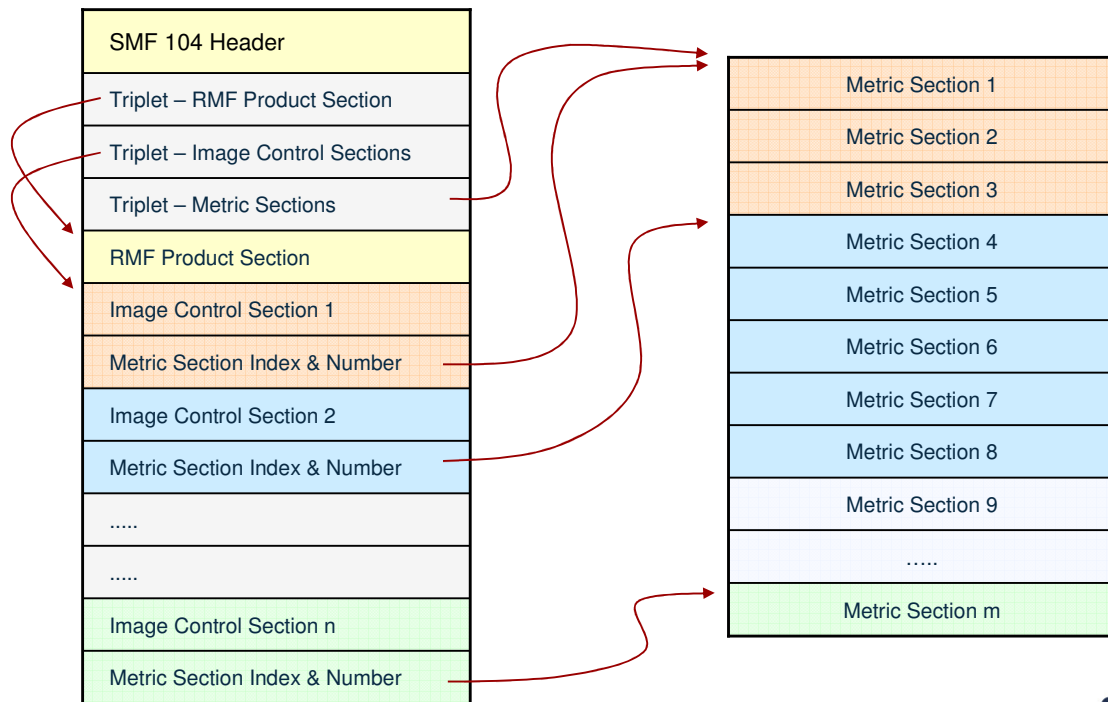 SMF 104 Header
Triplet – RMF Product Section
Triplet – Image Control Sections
Triplet – Metric Sections
RMF Product Section
Image Control Section 1
Metric Section Index & Number
Image Control Section 2
Metric Section Index & Number
.....
.....
Image Control Section n
Metric Section Index & Number
Metric Section 1
Metric Section 2
Metric Section 3
Metric Section 4
Metric Section 5
Metric Section 6
Metric Section 7
Metric Section 8
Metric Section 9
.....
Metric Section m